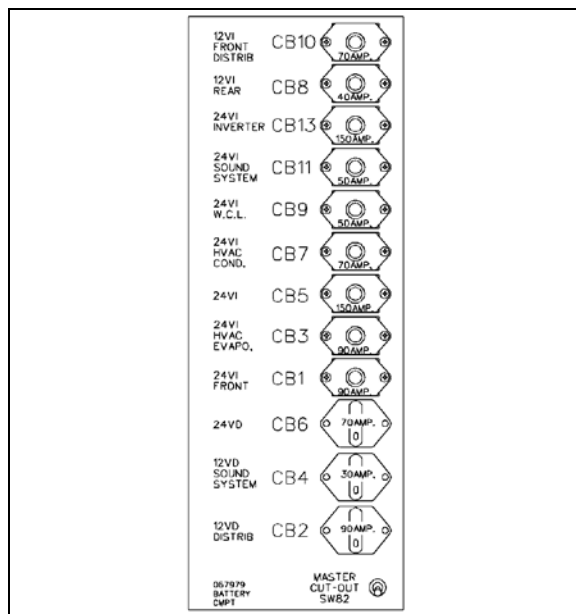 12VI
FRONT
DISTRIB
CB10
70AMP.
12VI
REAR
CB8
40AMP.
24VI
INVERTER
CB13
150AMP.
24VI
SOUND
SYSTEM
CB11
50AMP.
24VI
W.C.L.
CB9
50AMP.
24VI
HVAC
COND.
CB7
70AMP.
24VI
CB5
150AMP.
24VI
HVAC
EVAPO.
CB3
90AMP.
24VI
FRONT
CB1
90AMP.
24VD
CB6
70AMP.
0
12VD
SOUND
SYSTEM
CB4
30AMP.
0
12VD
DISTRIB
CB2
90AMP.
0
067979
BATTERY
CMPT
MASTER
CUT-OUT
SW82